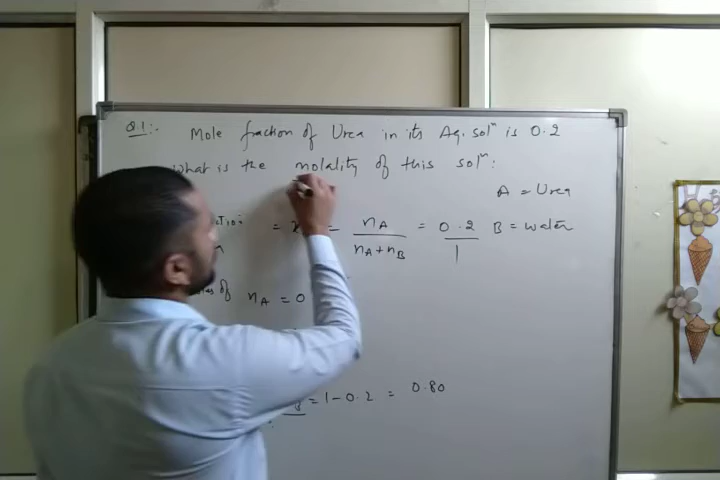 Q1:- Mole fraction of Urea in its Aq. solⁿ is 0.2
what is the molality of this solⁿ:
A = Urea
= nA / nA + nB = 0.2 / 1 B = water
of nA = 0
= 1 - 0.2 = 0.80